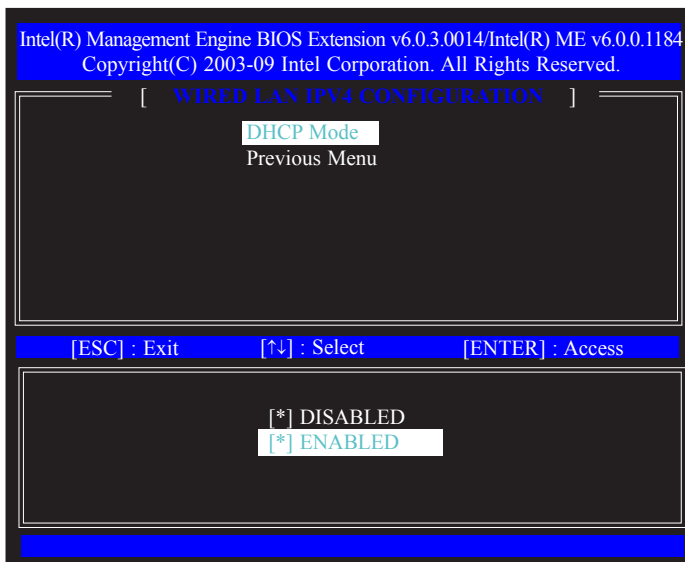 Intel(R) Management Engine BIOS Extension v6.0.3.0014/Intel(R) ME v6.0.0.1184
Copyright(C) 2003-09 Intel Corporation. All Rights Reserved.
[ WIRED LAN IPV4 CONFIGURATION ]
DHCP Mode
Previous Menu
[ESC] : Exit [↑↓] : Select [ENTER] : Access
[*] DISABLED
[*] ENABLED